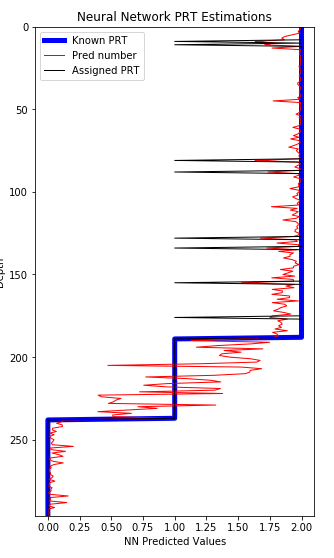 Neural Network PRT Estimations
Known PRT
Pred number
Assigned PRT
0
50
100
150
200
250
Depth
0.00 0.25 0.50 0.75 1.00 1.25 1.50 1.75 2.00
NN Predicted Values